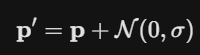 p′ = p + 𝒩(0, σ)